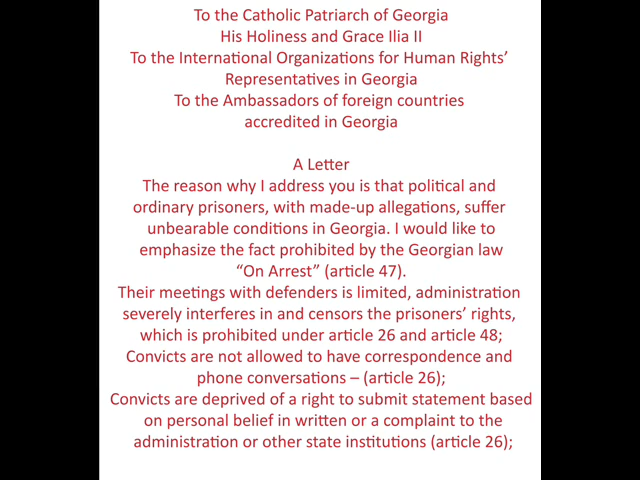 To the Catholic Patriarch of Georgia
His Holiness and Grace Ilia II
To the International Organizations for Human Rights’
Representatives in Georgia
To the Ambassadors of foreign countries
accredited in Georgia
A Letter
The reason why I address you is that political and
ordinary prisoners, with made-up allegations, suffer
unbearable conditions in Georgia. I would like to
emphasize the fact prohibited by the Georgian law
“On Arrest” (article 47).
Their meetings with defenders is limited, administration
severely interferes in and censors the prisoners’ rights,
which is prohibited under article 26 and article 48;
Convicts are not allowed to have correspondence and
phone conversations – (article 26);
Convicts are deprived of a right to submit statement based
on personal belief in written or a complaint to the
administration or other state institutions (article 26);